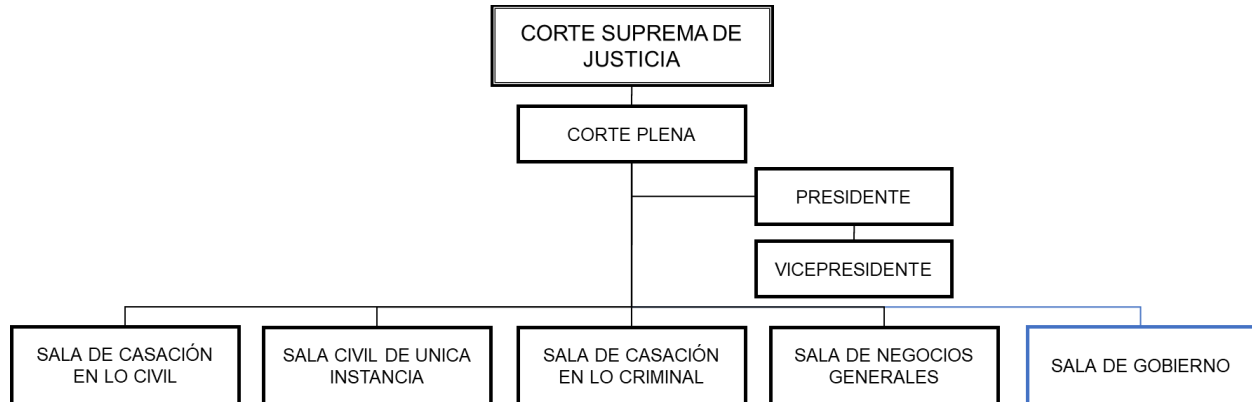 CORTE SUPREMA DE
JUSTICIA
CORTE PLENA
PRESIDENTE
VICEPRESIDENTE
SALA DE CASACIÓN
EN LO CIVIL
SALA CIVIL DE UNICA
INSTANCIA
SALA DE CASACIÓN
EN LO CRIMINAL
SALA DE NEGOCIOS
GENERALES
SALA DE GOBIERNO